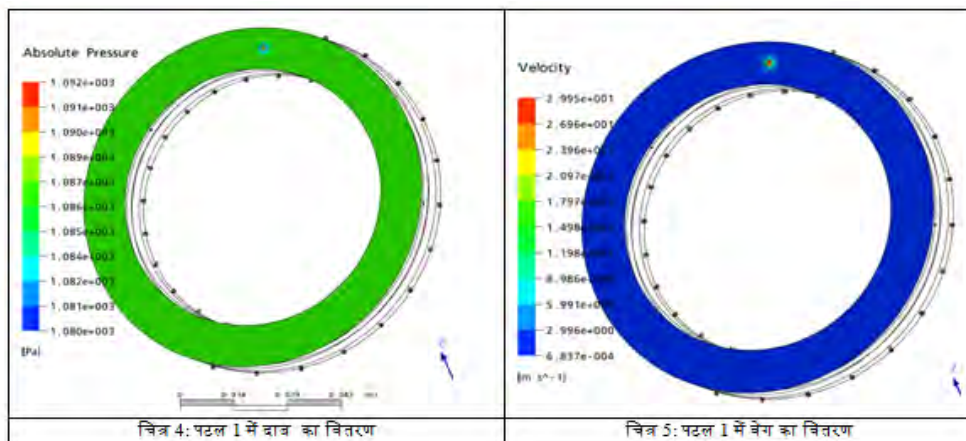 Absolute Pressure
1.092e+003
1.091e+003
1.090e+003
1.089e+003
1.087e+003
1.086e+003
1.085e+003
1.084e+003
1.082e+003
1.081e+003
1.080e+003
[Pa]
Velocity
2.995e+001
2.696e+001
2.396e+001
2.097e+001
1.797e+001
1.498e+001
1.198e+001
8.986e+000
5.991e+000
2.996e+000
6.837e-004
[m s^-1]
चित्र 4: पटल 1 में दाब का वितरण
चित्र 5: पटल 1 में वेग का वितरण